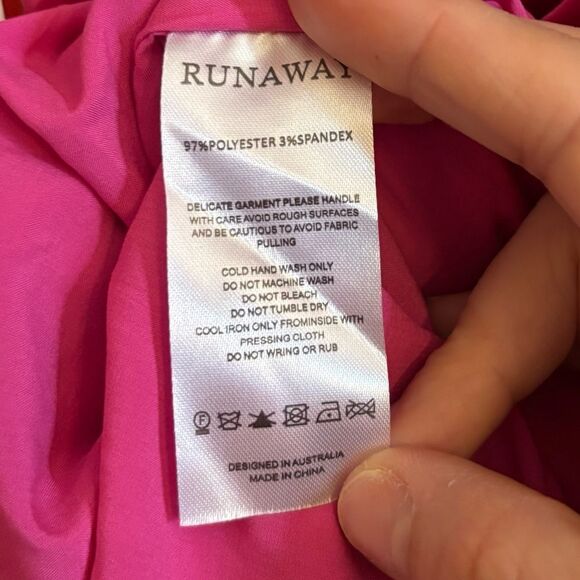 RUNAWAY
97%POLYESTER 3%SPANDEX
DELICATE GARMENT PLEASE HANDLE
WITH CARE AVOID ROUGH SURFACES
AND BE CAUTIOUS TO AVOID FABRIC
PULLING
COLD HAND WASH ONLY
DO NOT MACHINE WASH
DO NOT BLEACH
DO NOT TUMBLE DRY
COOL IRON ONLY FROMINSIDE WITH
PRESSING CLOTH
DO NOT WRING OR RUB
F
DESIGNED IN AUSTRALIA
MADE IN CHINA